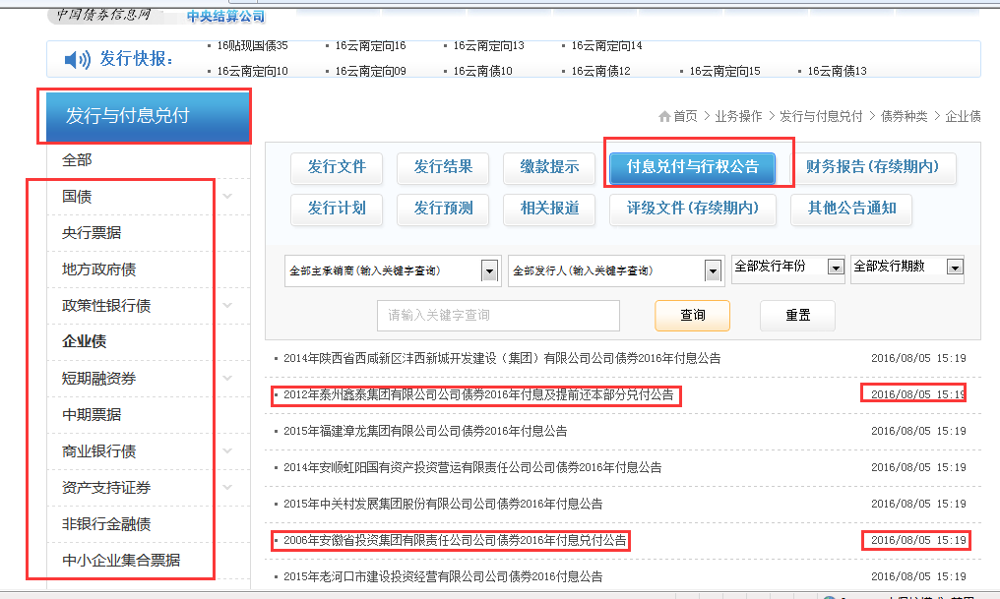 中国债券信息网 中央结算公司
发行快报：
16贴现国债35 16云南定向16 16云南定向13 16云南定向14
16云南定向10 16云南定向09 16云南债10 16云南债12 16云南定向15 16云南债13
发行与付息兑付
首页 > 业务操作 > 发行与付息兑付 > 债券种类 > 企业债
全部
国债
央行票据
地方政府债
政策性银行债
企业债
短期融资券
中期票据
商业银行债
资产支持证券
非银行金融债
中小企业集合票据
发行文件 发行结果 缴款提示 付息兑付与行权公告 财务报告(存续期内)
发行计划 发行预测 相关报道 评级文件(存续期内) 其他公告通知
全部主承销商(输入关键字查询) 全部发行人(输入关键字查询) 全部发行年份 全部发行期数
请输入关键字查询 查询 重置
2014年陕西省西咸新区沣西新城开发建设（集团）有限公司公司债券2016年付息公告 2016/08/05 15:19
2012年泰州鑫泰集团有限公司公司债券2016年付息及提前还本部分兑付公告 2016/08/05 15:19
2015年福建漳龙集团有限公司公司债券2016年付息公告 2016/08/05 15:19
2014年安顺虹阳国有资产投资营运有限责任公司公司债券2016年付息公告 2016/08/05 15:19
2015年中关村发展集团股份有限公司公司债券2016年付息公告 2016/08/05 15:19
2006年安徽省投资集团有限责任公司公司债券2016年付息兑付公告 2016/08/05 15:19
2015年老河口市建设投资经营有限公司公司债券2016付息公告 2016/08/05 15:19